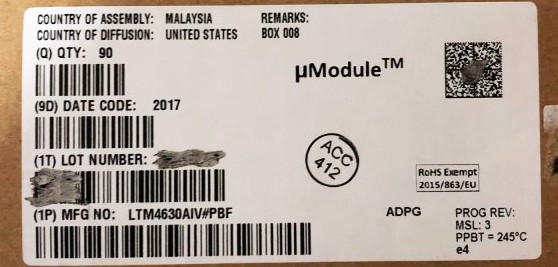 COUNTRY OF ASSEMBLY: MALAYSIA REMARKS:
COUNTRY OF DIFFUSION: UNITED STATES BOX 008
(Q) QTY: 90
µModule™
(9D) DATE CODE: 2017
(1T) LOT NUMBER:
ACC
412
RoHS Exempt
2015/863/EU
(1P) MFG NO: LTM4630AIV#PBF
ADPG
PROG REV:
MSL: 3
PPBT = 245°C
e4